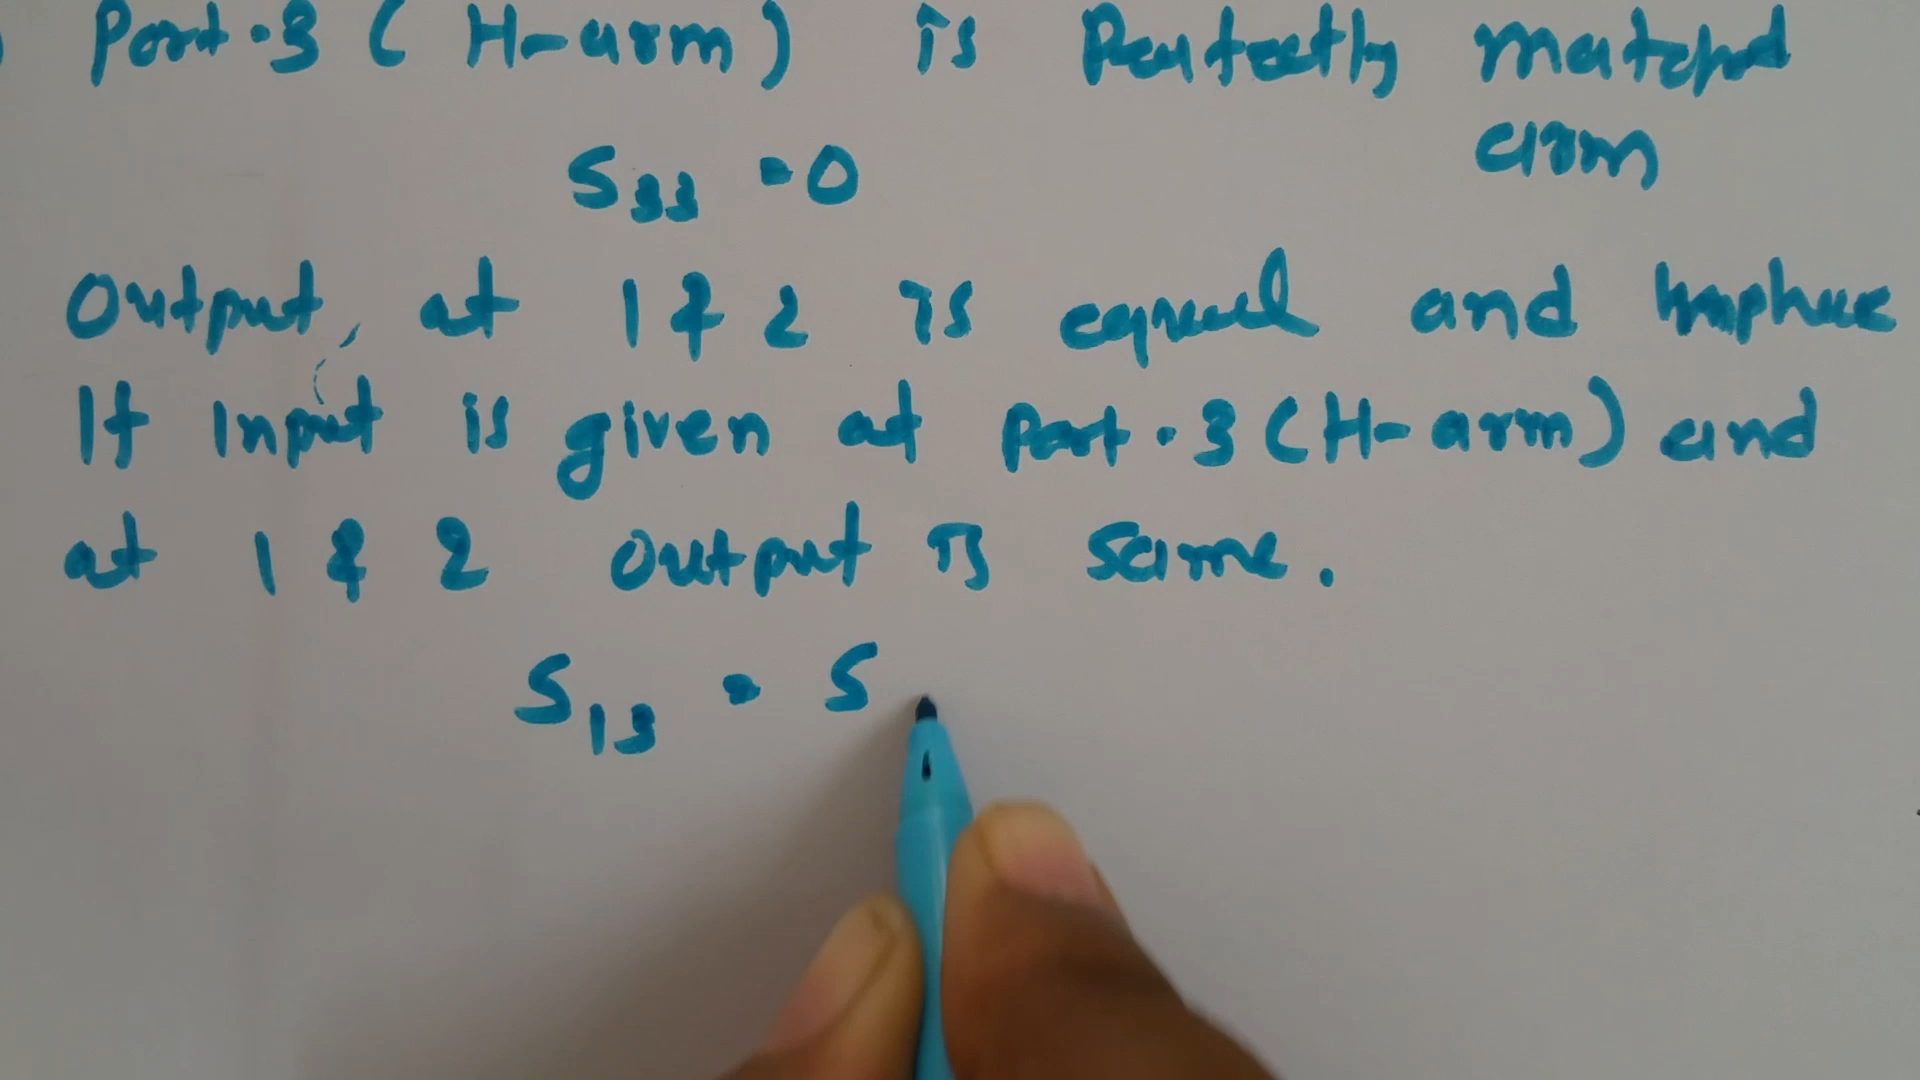 Port-3 ( H-arm) is Perfectly matched
arm
S33 = 0
Output, at 1 & 2 is equal and Inphase
If Input is given at Port-3 (H-arm) and
at 1 & 2 output is same.
S13 = S